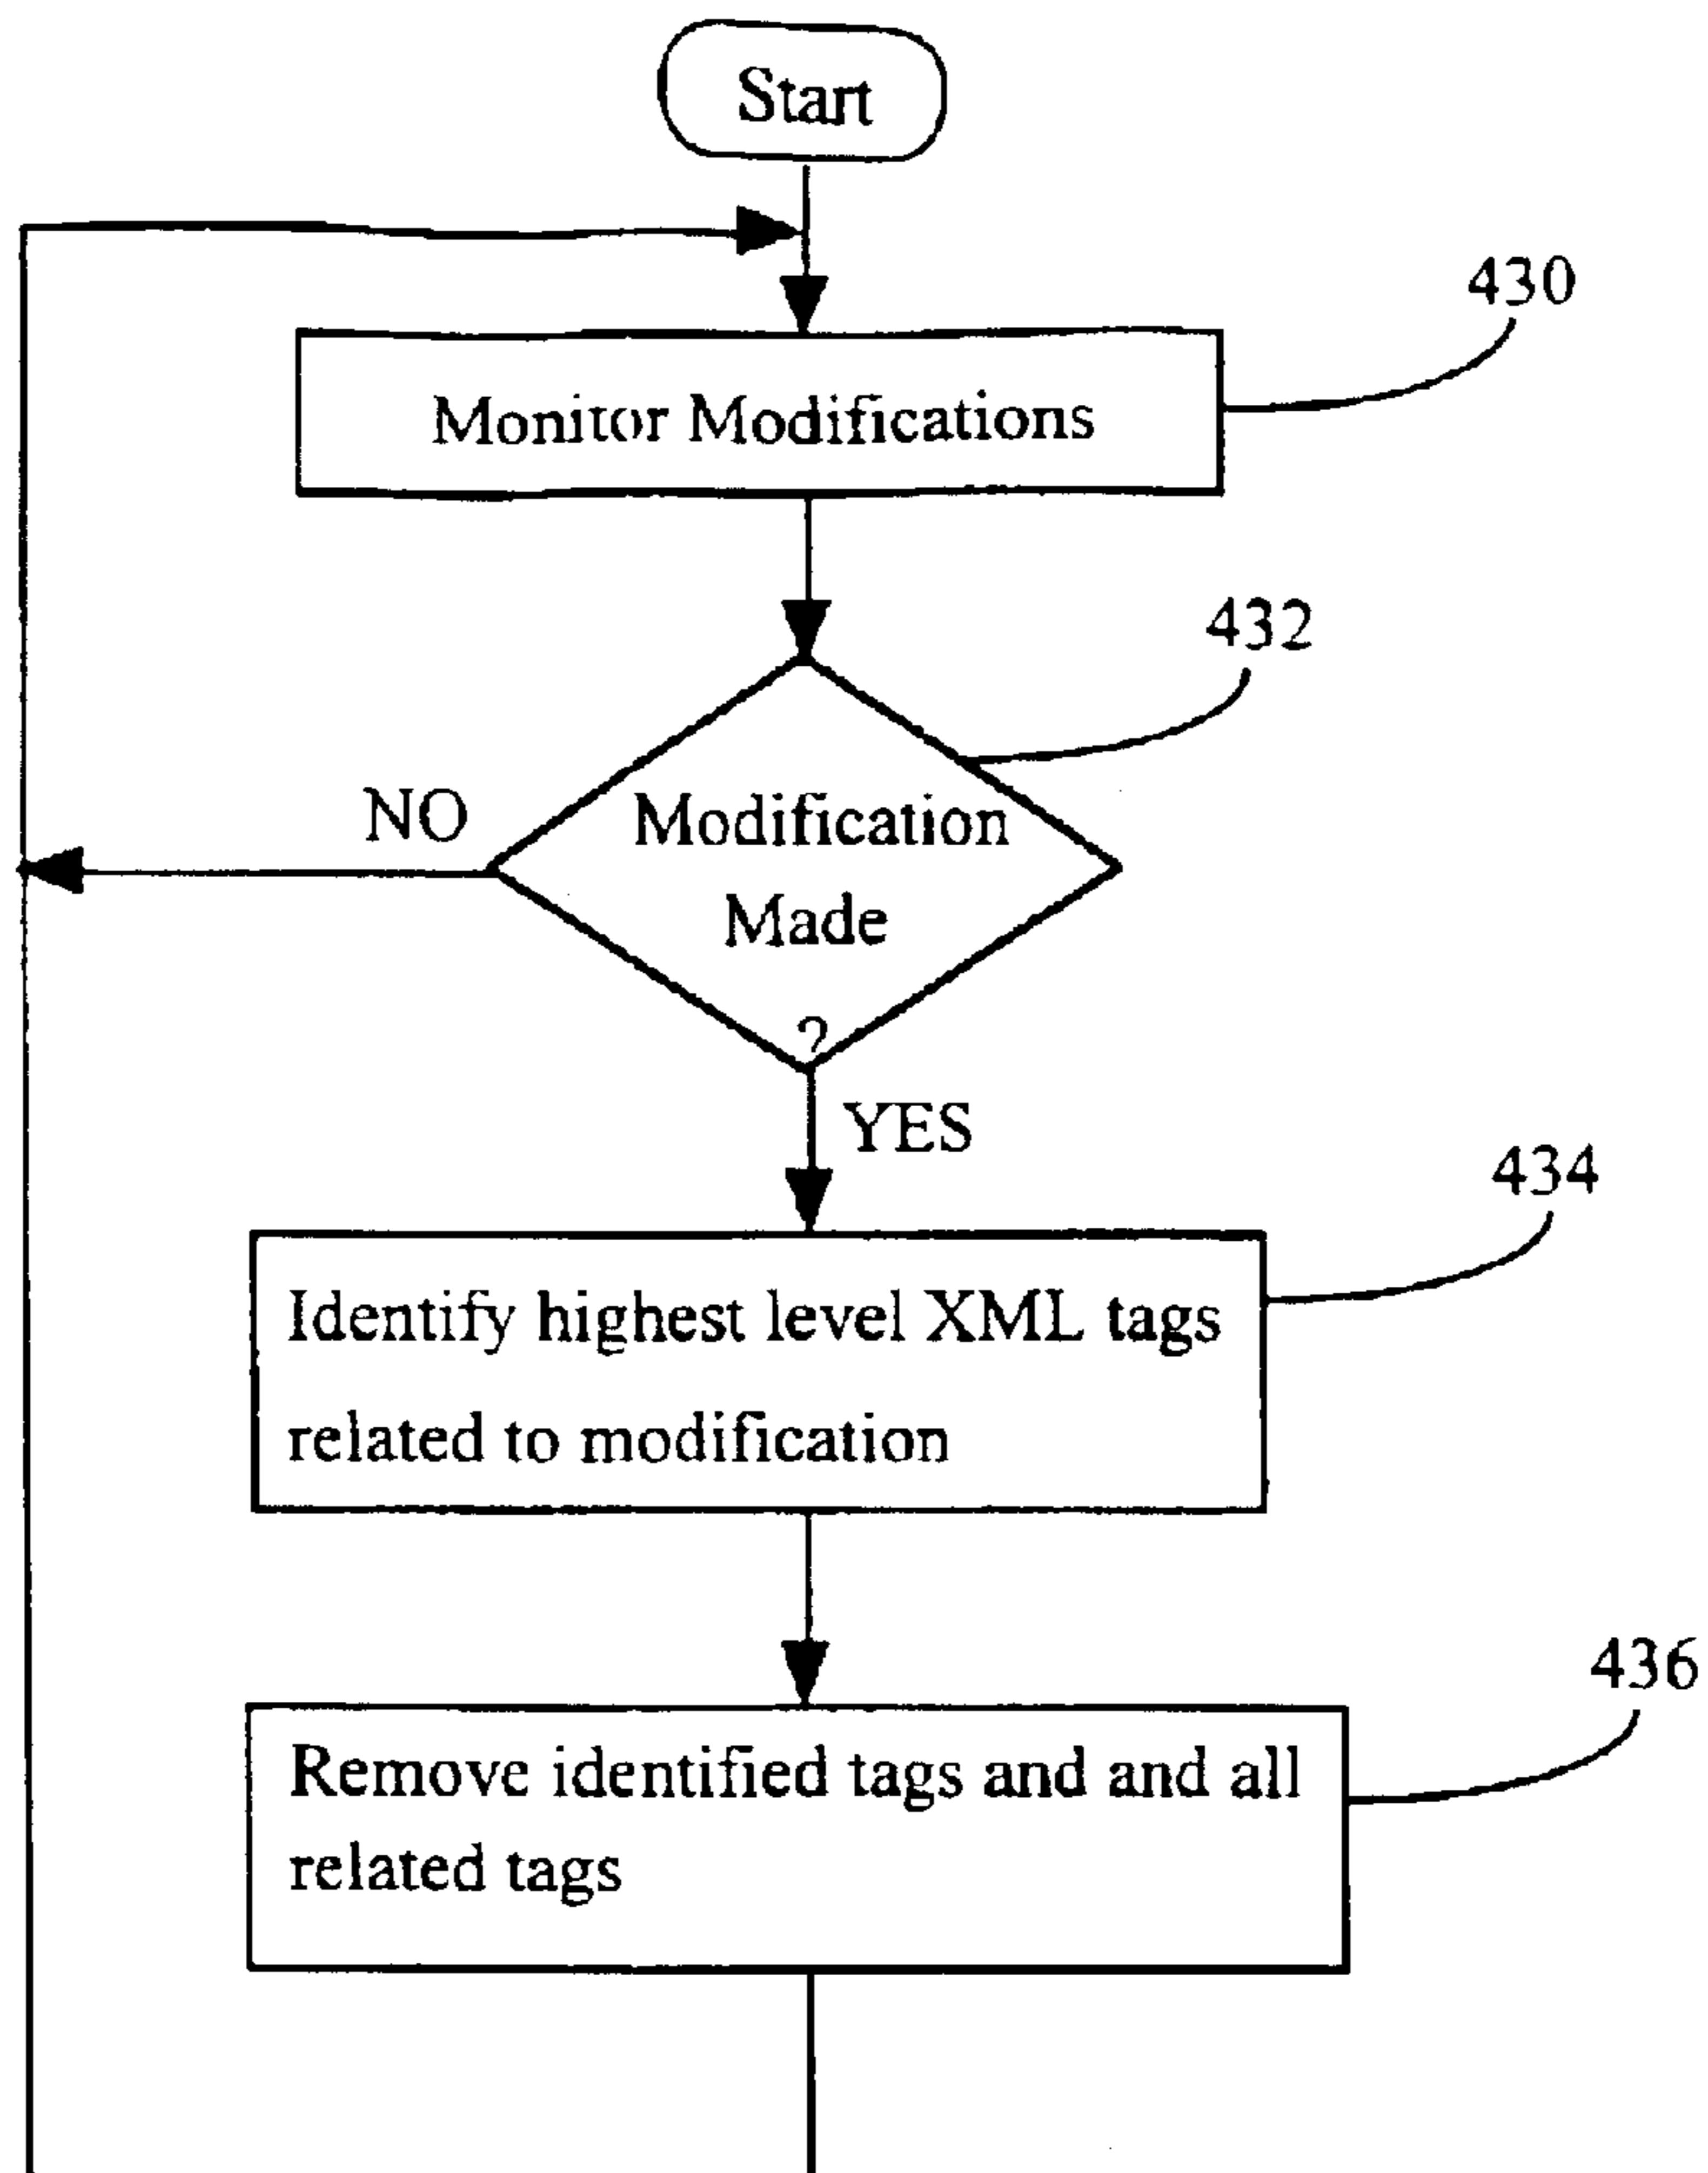 Start
430
Monitor Modifications
432
NO
Modification
Made
?
YES
434
Identify highest level XML tags
related to modification
436
Remove identified tags and and all
related tags